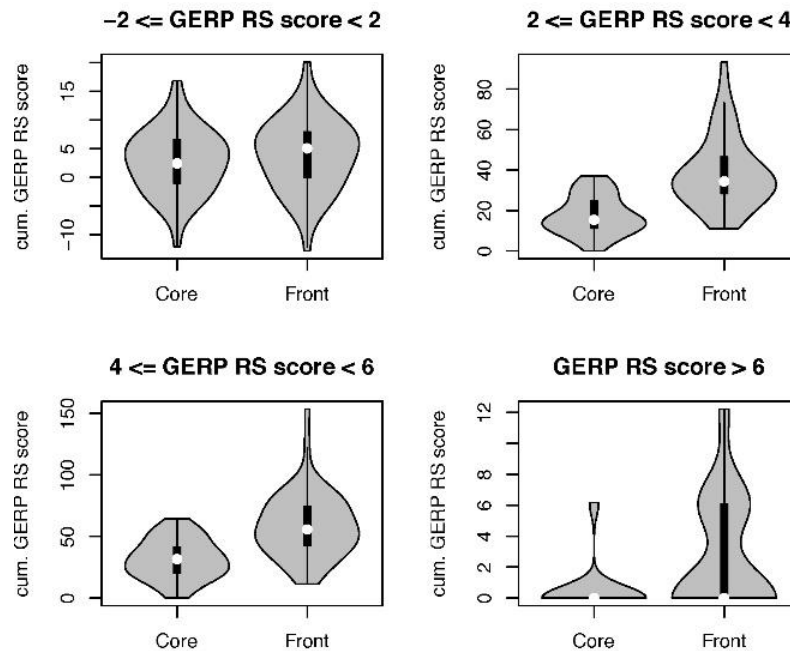 −2 <= GERP RS score < 2
cum. GERP RS score
15
5
0
−10
Core
Front
2 <= GERP RS score < 4
cum. GERP RS score
80
60
40
20
0
Core
Front
4 <= GERP RS score < 6
cum. GERP RS score
150
100
50
0
Core
Front
GERP RS score > 6
cum. GERP RS score
12
6
4
2
0
Core
Front